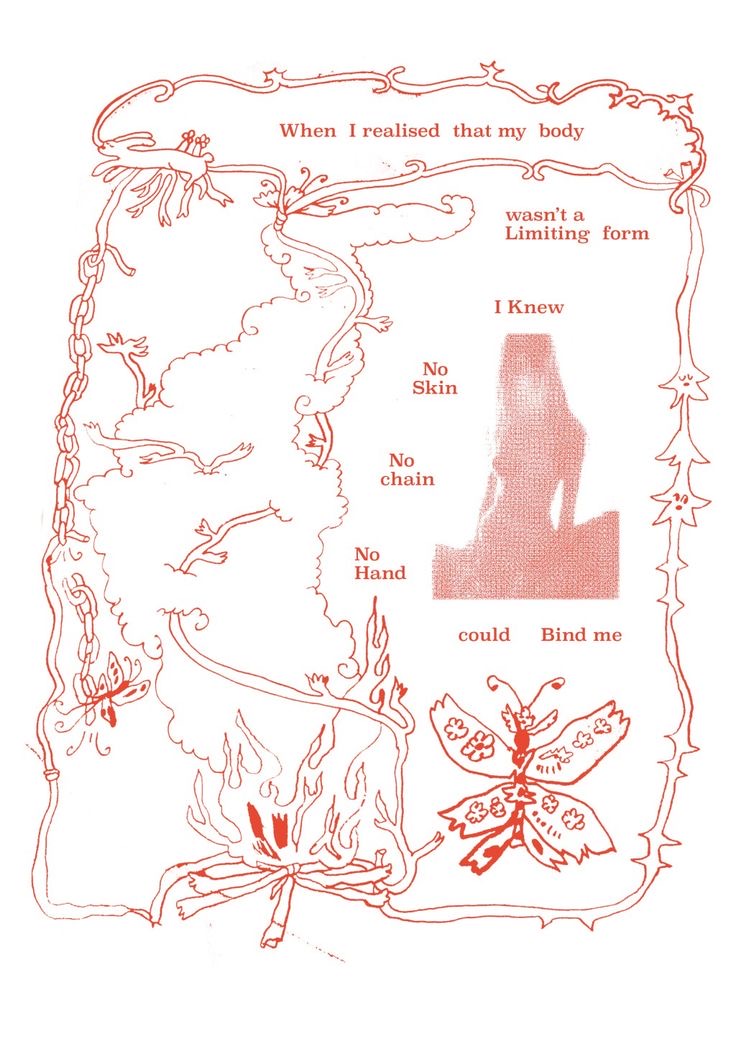 When I realised that my body
wasn't a
Limiting form
I Knew
No
Skin
No
chain
No
Hand
could Bind me